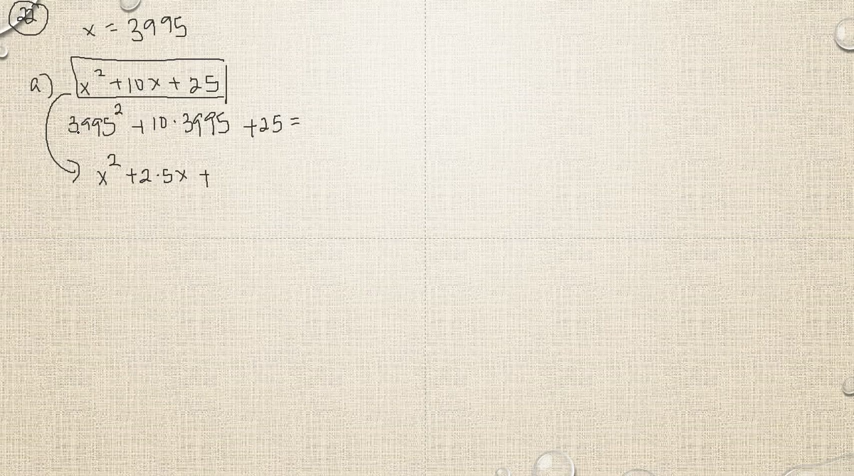 22
x = 3995
a) x² + 10x + 25
3995² + 10·3995 + 25 =
x² + 2·5x +